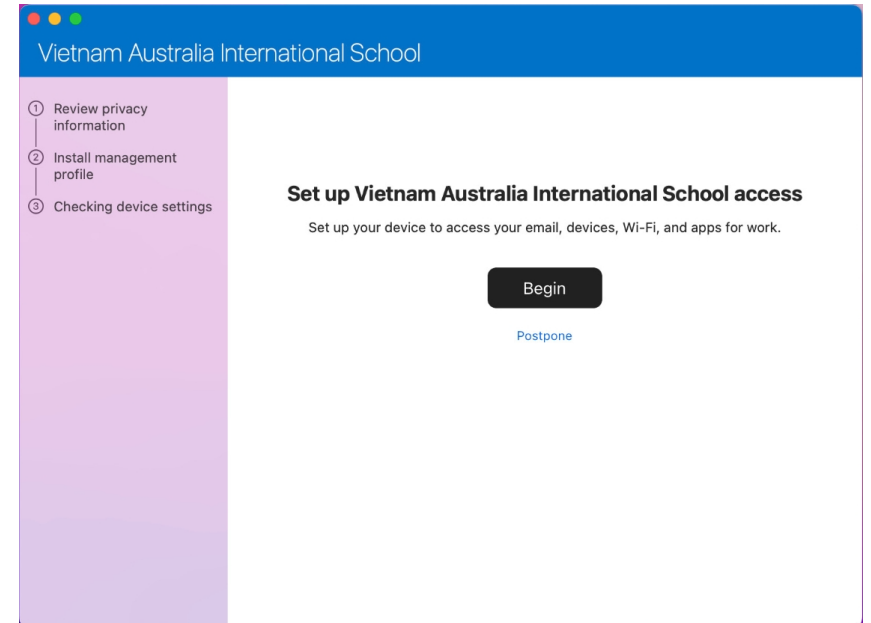 Vietnam Australia International School
1 Review privacy
information
2 Install management
profile
3 Checking device settings
Set up Vietnam Australia International School access
Set up your device to access your email, devices, Wi-Fi, and apps for work.
Begin
Postpone